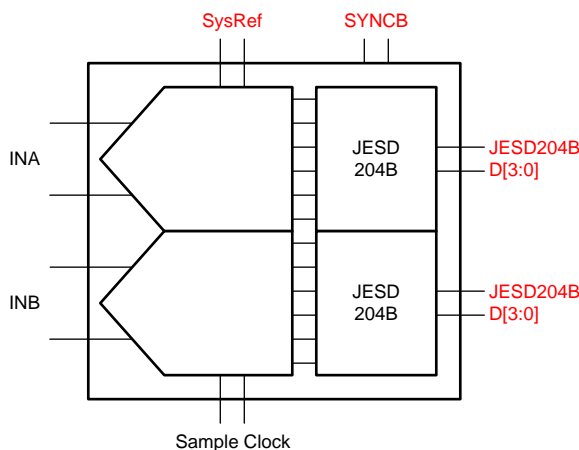 SysRef
SYNCB
INA
JESD
204B
JESD204B
D[3:0]
INB
JESD
204B
JESD204B
D[3:0]
Sample Clock